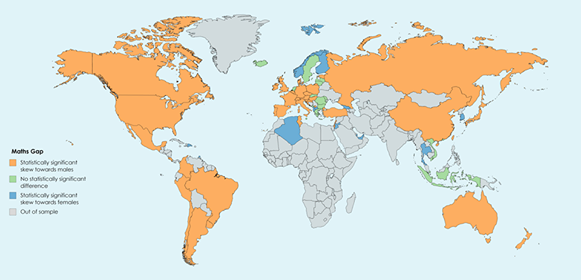 Maths Gap
Statistically significant
skew towards males
No statistically significant
difference
Statistically significant
skew towards females
Out of sample